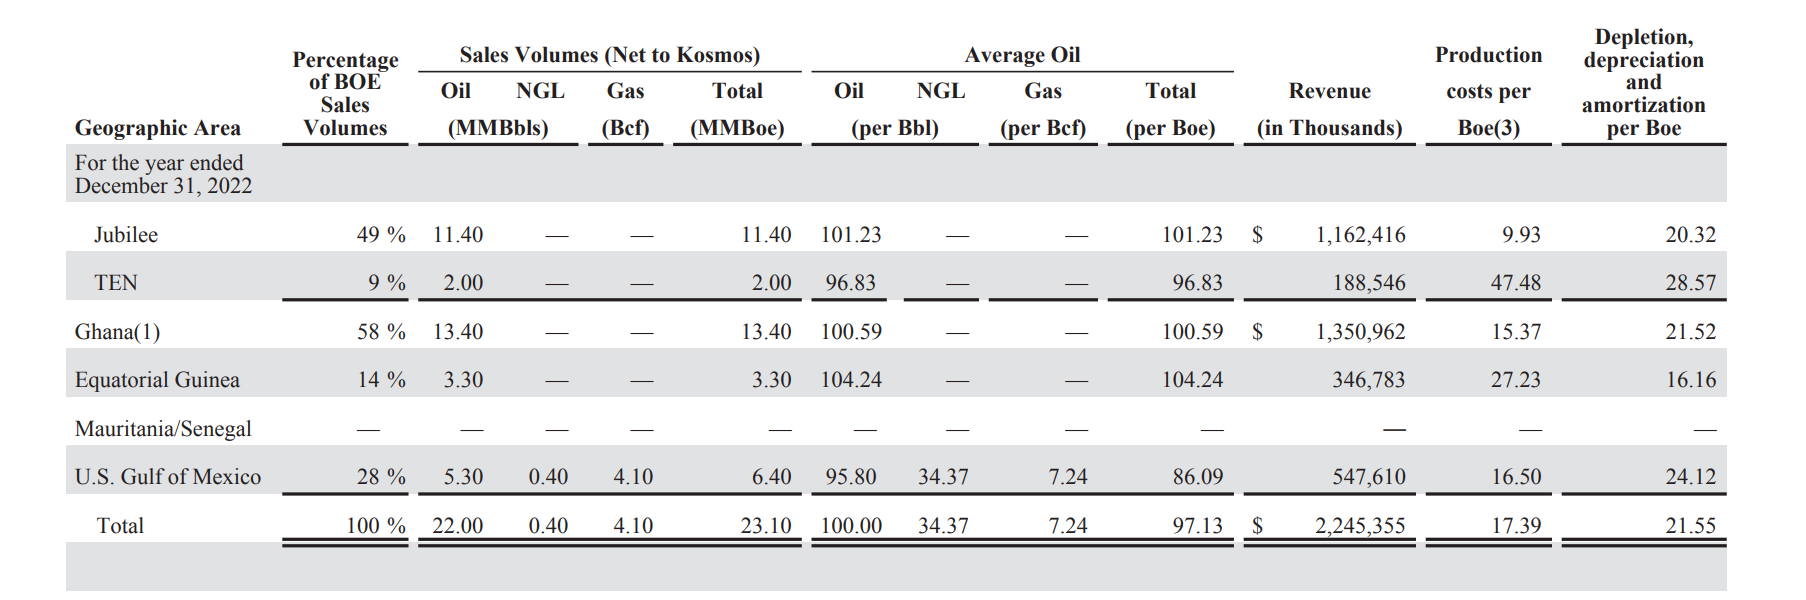 Geographic Area Percentage of BOE Sales Volumes Sales Volumes (Net to Kosmos) Average Oil Revenue Production costs per Boe(3) Depletion, depreciation and amortization per Boe
Oil NGL Gas Total Oil NGL Gas Total
(MMBbls) (Bcf) (MMBoe) (per Bbl) (per Bcf) (per Boe) (in Thousands)
For the year ended
December 31, 2022
Jubilee 49 % 11.40 — — 11.40 101.23 — — 101.23 $ 1,162,416 9.93 20.32
TEN 9 % 2.00 — — 2.00 96.83 — — 96.83 188,546 47.48 28.57
Ghana(1) 58 % 13.40 — — 13.40 100.59 — — 100.59 $ 1,350,962 15.37 21.52
Equatorial Guinea 14 % 3.30 — — 3.30 104.24 — — 104.24 346,783 27.23 16.16
Mauritania/Senegal — — — — — — — — — — — —
U.S. Gulf of Mexico 28 % 5.30 0.40 4.10 6.40 95.80 34.37 7.24 86.09 547,610 16.50 24.12
Total 100 % 22.00 0.40 4.10 23.10 100.00 34.37 7.24 97.13 $ 2,245,355 17.39 21.55